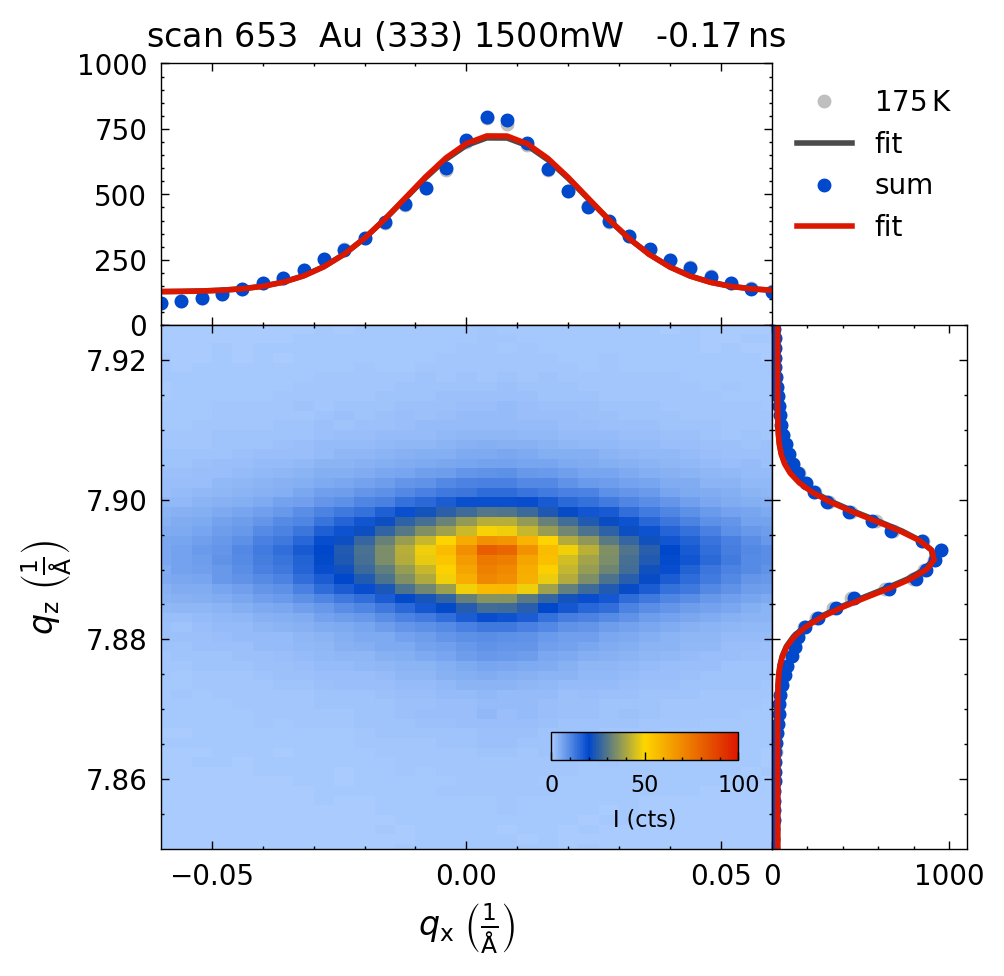 scan 653  Au (333) 1500mW   -0.17 ns
1000
750
500
250
0
175 K
fit
sum
fit
7.92
7.90
7.88
7.86
q_z (1/Å)
0 50 100
I (cts)
−0.05 0.00 0.05 0 1000
q_x (1/Å)